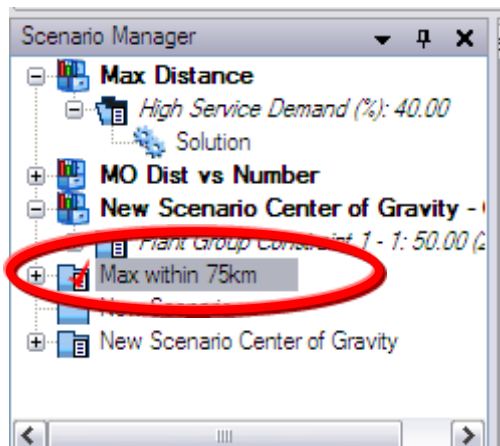 Scenario Manager
Max Distance
High Service Demand (%): 40.00
Solution
MO Dist vs Number
New Scenario Center of Gravity -
Plant Group Constraint 1 - 1: 50.00 (2
Max within 75km
New Scenario
New Scenario Center of Gravity